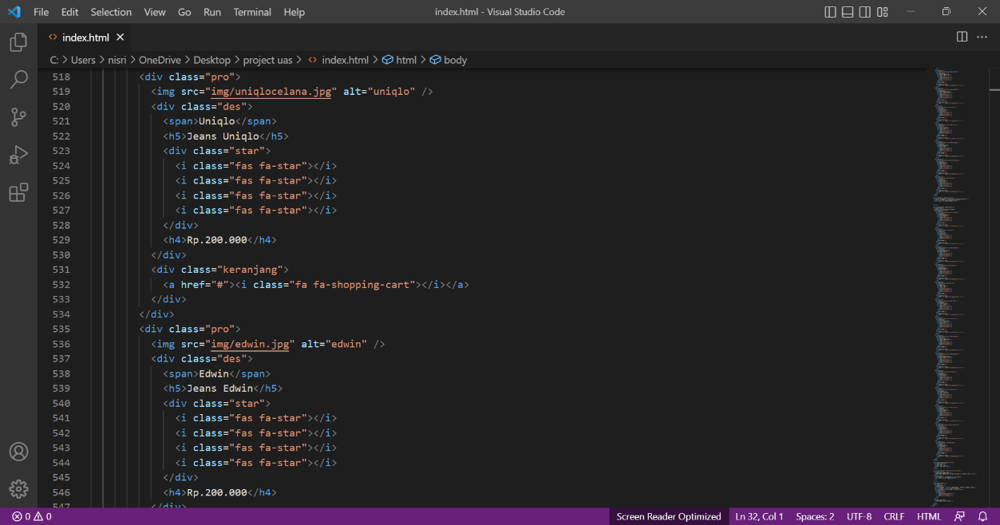 File Edit Selection View Go Run Terminal Help index.html - Visual Studio Code
index.html
C: > Users > nisri > OneDrive > Desktop > project uas > index.html > html > body
518 <div class="pro">
519 <img src="img/uniqlocelana.jpg" alt="uniqlo" />
520 <div class="des">
521 <span>Uniqlo</span>
522 <h5>Jeans Uniqlo</h5>
523 <div class="star">
524 <i class="fas fa-star"></i>
525 <i class="fas fa-star"></i>
526 <i class="fas fa-star"></i>
527 <i class="fas fa-star"></i>
528 </div>
529 <h4>Rp.200.000</h4>
530 </div>
531 <div class="keranjang">
532 <a href="#"><i class="fa fa-shopping-cart"></i></a>
533 </div>
534 </div>
535 <div class="pro">
536 <img src="img/edwin.jpg" alt="edwin" />
537 <div class="des">
538 <span>Edwin</span>
539 <h5>Jeans Edwin</h5>
540 <div class="star">
541 <i class="fas fa-star"></i>
542 <i class="fas fa-star"></i>
543 <i class="fas fa-star"></i>
544 <i class="fas fa-star"></i>
545 </div>
546 <h4>Rp.200.000</h4>
547 </div>
0 0 Screen Reader Optimized Ln 32, Col 1 Spaces: 2 UTF-8 CRLF HTML